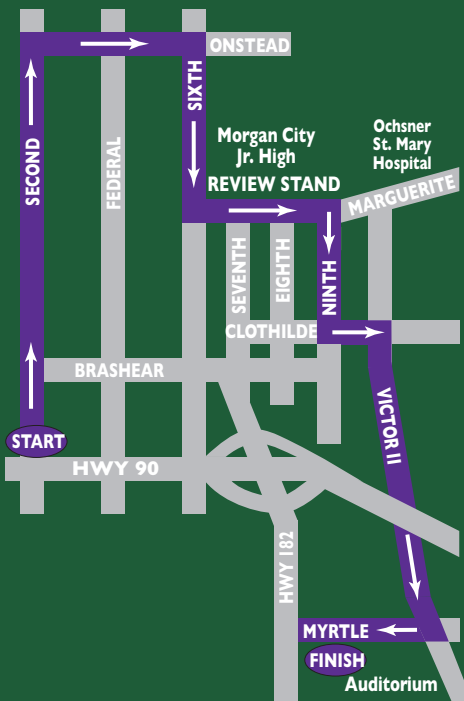 ONSTEAD
SIXTH
SECOND
FEDERAL
Morgan City
Jr. High
REVIEW STAND
Ochsner
St. Mary
Hospital
MARGUERITE
SEVENTH
EIGHTH
NINTH
CLOTHILDE
BRASHEAR
VICTOR II
START
HWY 90
HWY 182
MYRTLE
FINISH
Auditorium